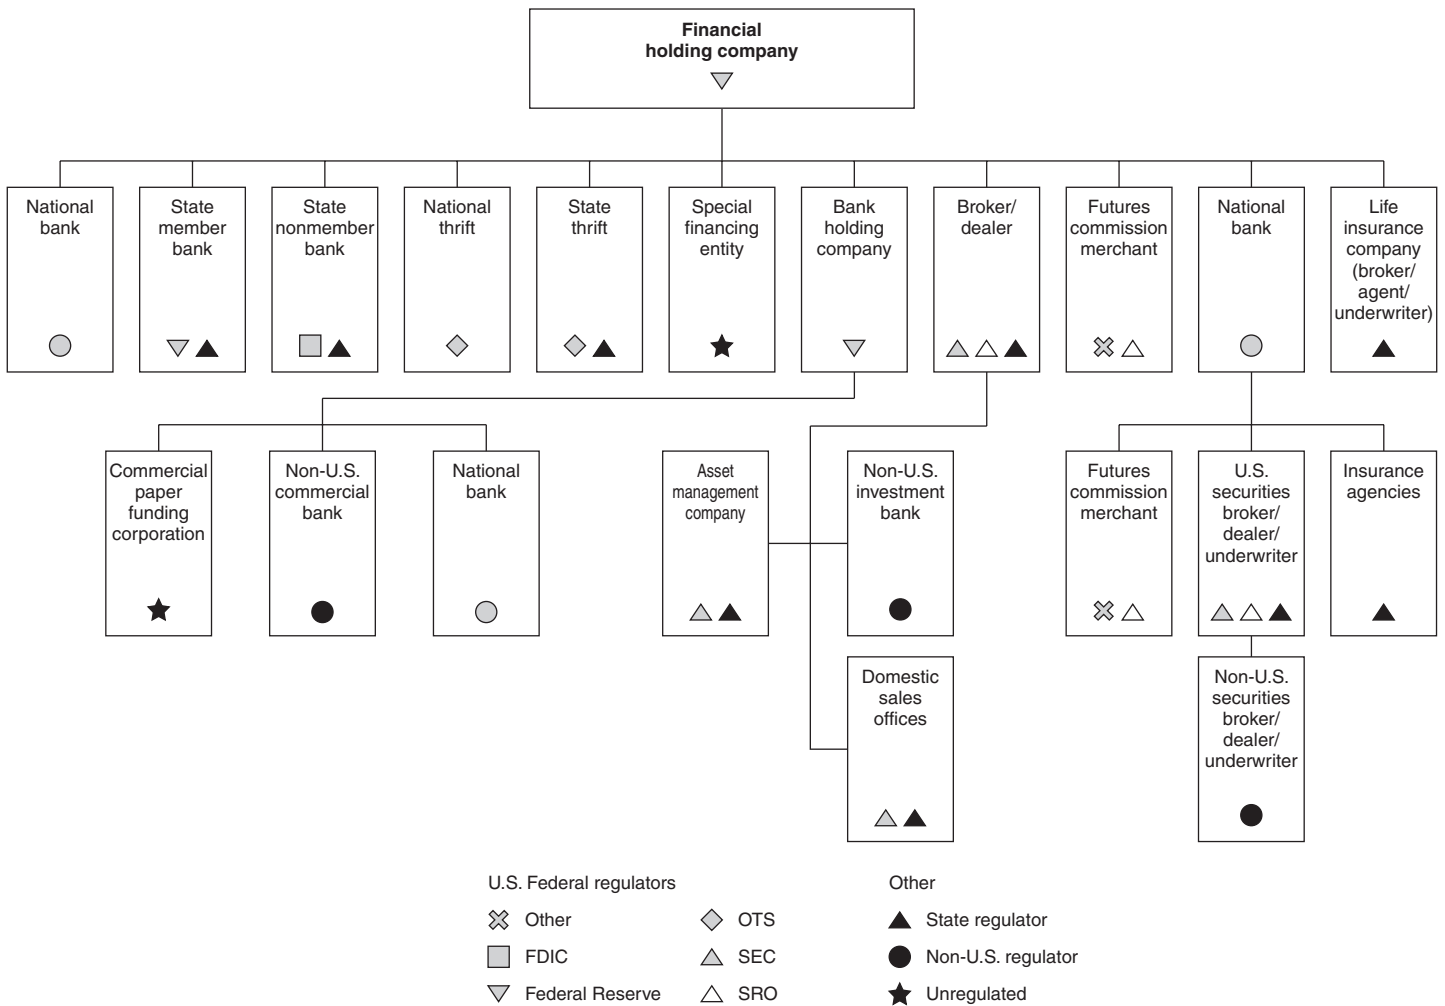 Financial
holding company
National
bank
State
member
bank
State
nonmember
bank
National
thrift
State
thrift
Special
financing
entity
Bank
holding
company
Broker/
dealer
Futures
commission
merchant
National
bank
Life
insurance
company
(broker/
agent/
underwriter)
Commercial
paper
funding
corporation
Non-U.S.
commercial
bank
National
bank
Asset
management
company
Non-U.S.
investment
bank
Futures
commission
merchant
U.S.
securities
broker/
dealer/
underwriter
Insurance
agencies
Domestic
sales
offices
Non-U.S.
securities
broker/
dealer/
underwriter
U.S. Federal regulators
Other
FDIC
Federal Reserve
OTS
SEC
SRO
Other
State regulator
Non-U.S. regulator
Unregulated